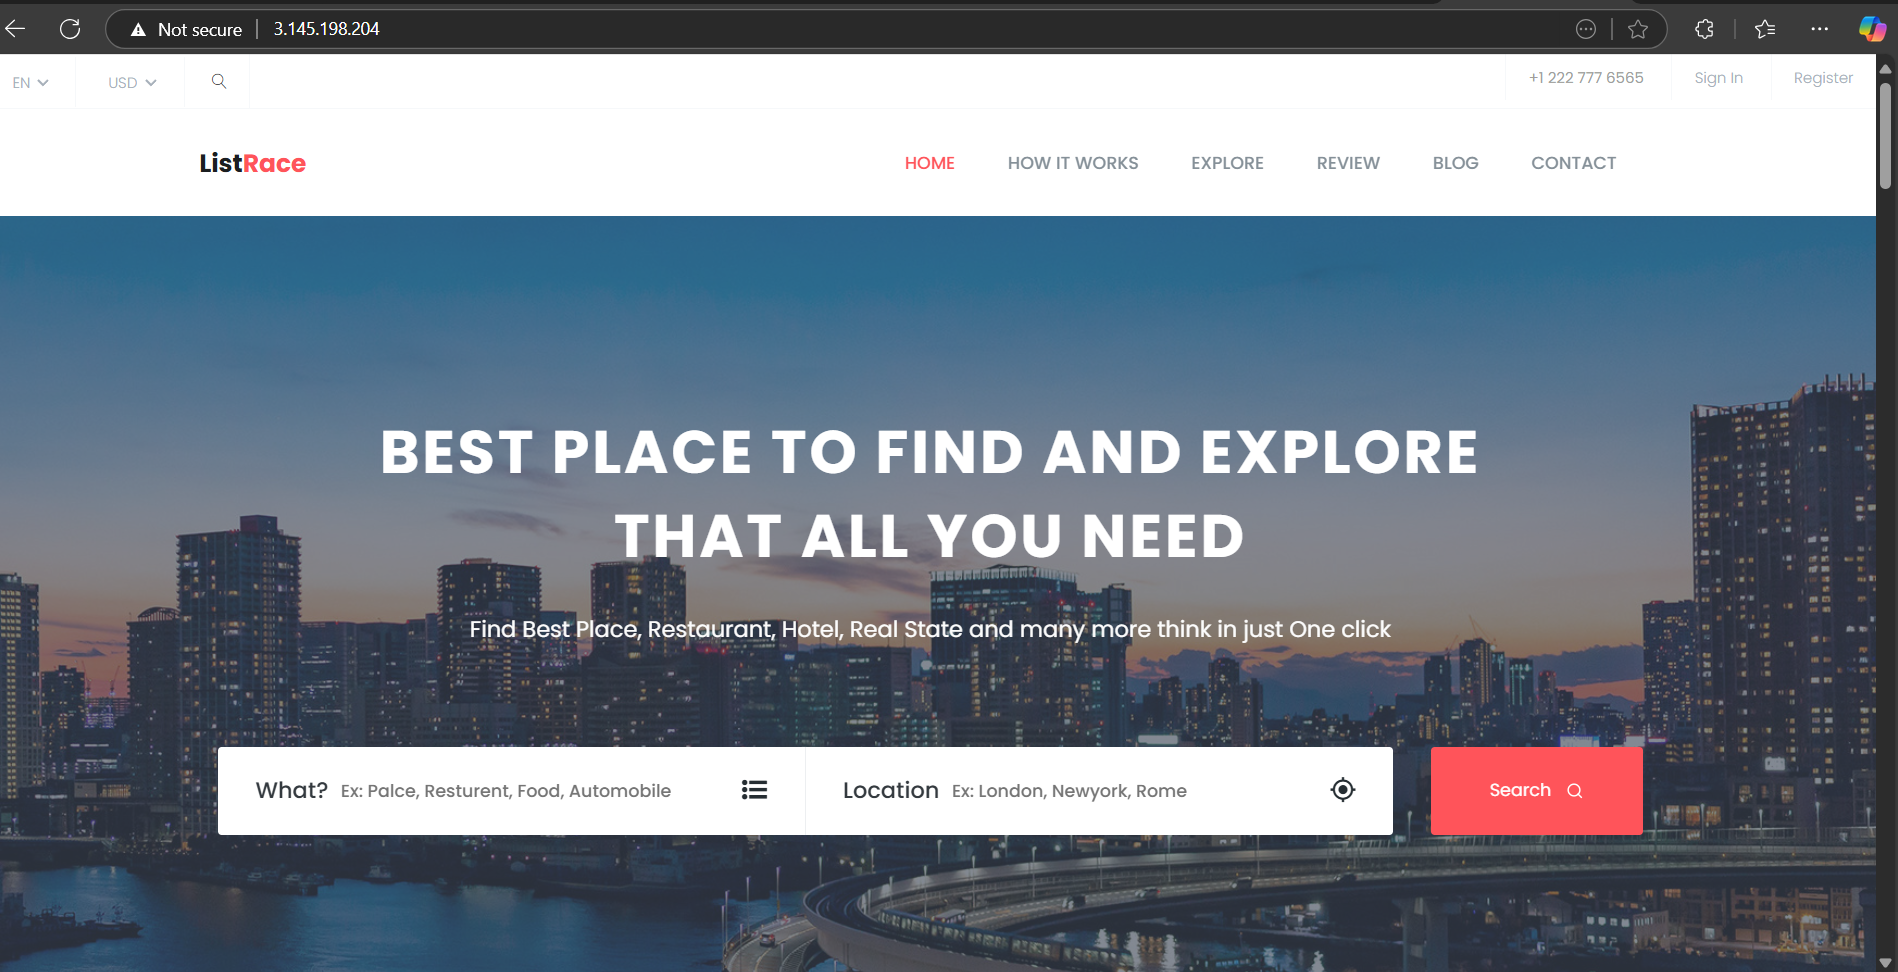 Not secure 3.145.198.204
EN USD +1 222 777 6565 Sign In Register
ListRace HOME HOW IT WORKS EXPLORE REVIEW BLOG CONTACT
BEST PLACE TO FIND AND EXPLORE
THAT ALL YOU NEED
Find Best Place, Restaurant, Hotel, Real State and many more think in just One click
What? Ex: Palce, Resturent, Food, Automobile Location Ex: London, Newyork, Rome Search